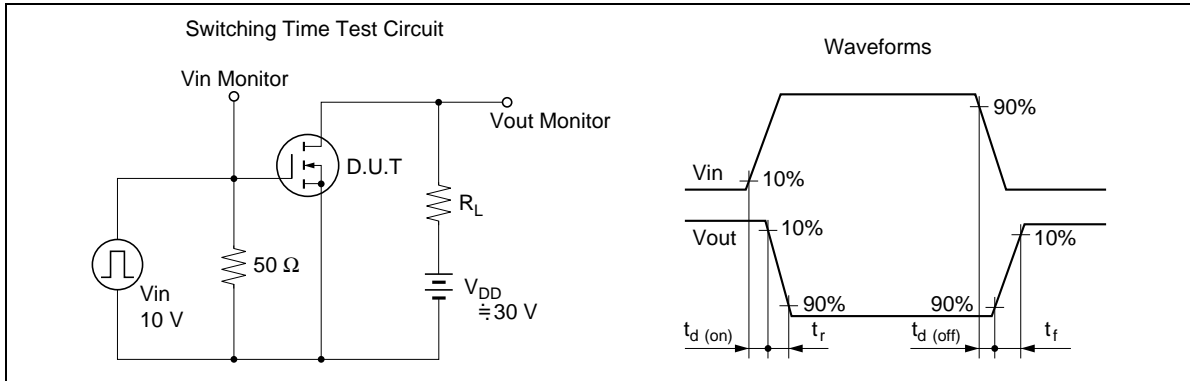 Switching Time Test Circuit
Vin Monitor
Vout Monitor
D.U.T
R_L
50 Ω
Vin
10 V
V_DD
≒30 V
Waveforms
90%
Vin
10%
Vout
10%
10%
90%
90%
t_d (on)
t_r
t_d (off)
t_f